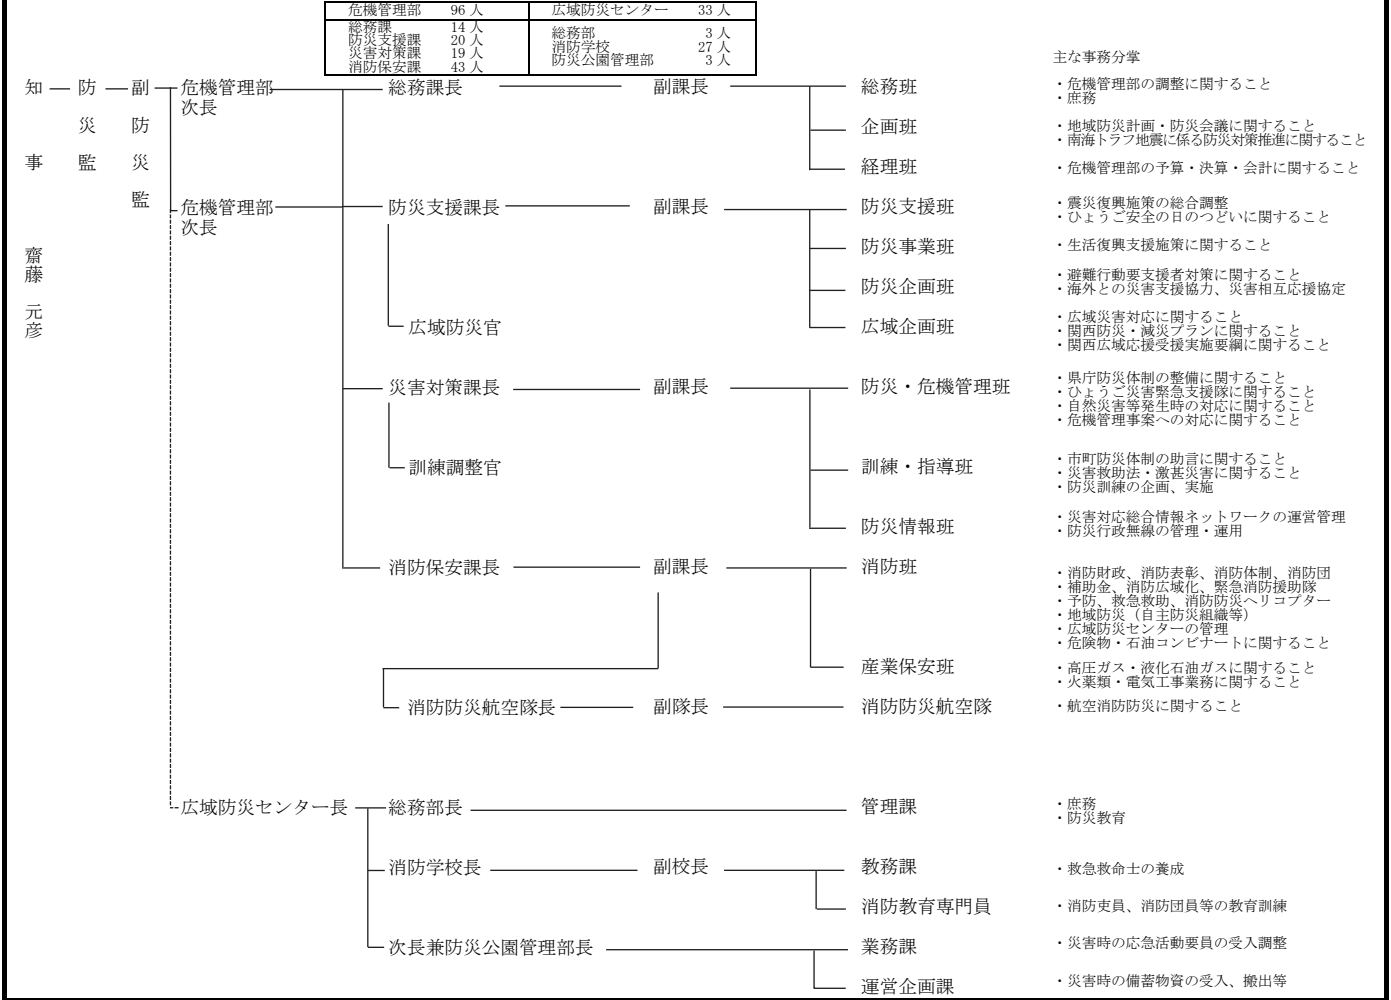 危機管理部 96 人
総務課 14 人
防災支援課 20 人
災害対策課 19 人
消防保安課 43 人
広域防災センター 33 人
総務部 3 人
消防学校 27 人
防災公園管理部 3 人
主な事務分掌
知事 齋藤 元彦
防災監
副防災監
危機管理部
次長
総務課長
副課長
総務班
・危機管理部の調整に関すること
・庶務
企画班
・地域防災計画・防災会議に関すること
・南海トラフ地震に係る防災対策推進に関すること
経理班
・危機管理部の予算・決算・会計に関すること
危機管理部
次長
防災支援課長
副課長
防災支援班
・震災復興施策の総合調整
・ひょうご安全の日のつどいに関すること
防災事業班
・生活復興支援施策に関すること
防災企画班
・避難行動要支援者対策に関すること
・海外との災害支援協力、災害相互応援協定
広域防災官
広域企画班
・広域災害対応に関すること
・関西防災・減災プランに関すること
・関西広域応援受援実施要綱に関すること
災害対策課長
副課長
防災・危機管理班
・県庁防災体制の整備に関すること
・ひょうご災害緊急支援隊に関すること
・自然災害等発生時の対応に関すること
・危機管理事案への対応に関すること
訓練調整官
訓練・指導班
・市町防災体制の助言に関すること
・災害救助法・激甚災害に関すること
・防災訓練の企画、実施
防災情報班
・災害対応総合情報ネットワークの運営管理
・防災行政無線の管理・運用
消防保安課長
副課長
消防班
・消防財政、消防表彰、消防体制、消防団
・補助金、消防広域化、緊急消防援助隊
・予防、救急救助、消防防災ヘリコプター
・地域防災（自主防災組織等）
・広域防災センターの管理
・危険物・石油コンビナートに関すること
産業保安班
・高圧ガス・液化石油ガスに関すること
・火薬類・電気工事業務に関すること
消防防災航空隊長
副隊長
消防防災航空隊
・航空消防防災に関すること
広域防災センター長
総務部長
管理課
・庶務
・防災教育
消防学校長
副校長
教務課
・救急救命士の養成
消防教育専門員
・消防吏員、消防団員等の教育訓練
次長兼防災公園管理部長
業務課
・災害時の応急活動要員の受入調整
運営企画課
・災害時の備蓄物資の受入、搬出等